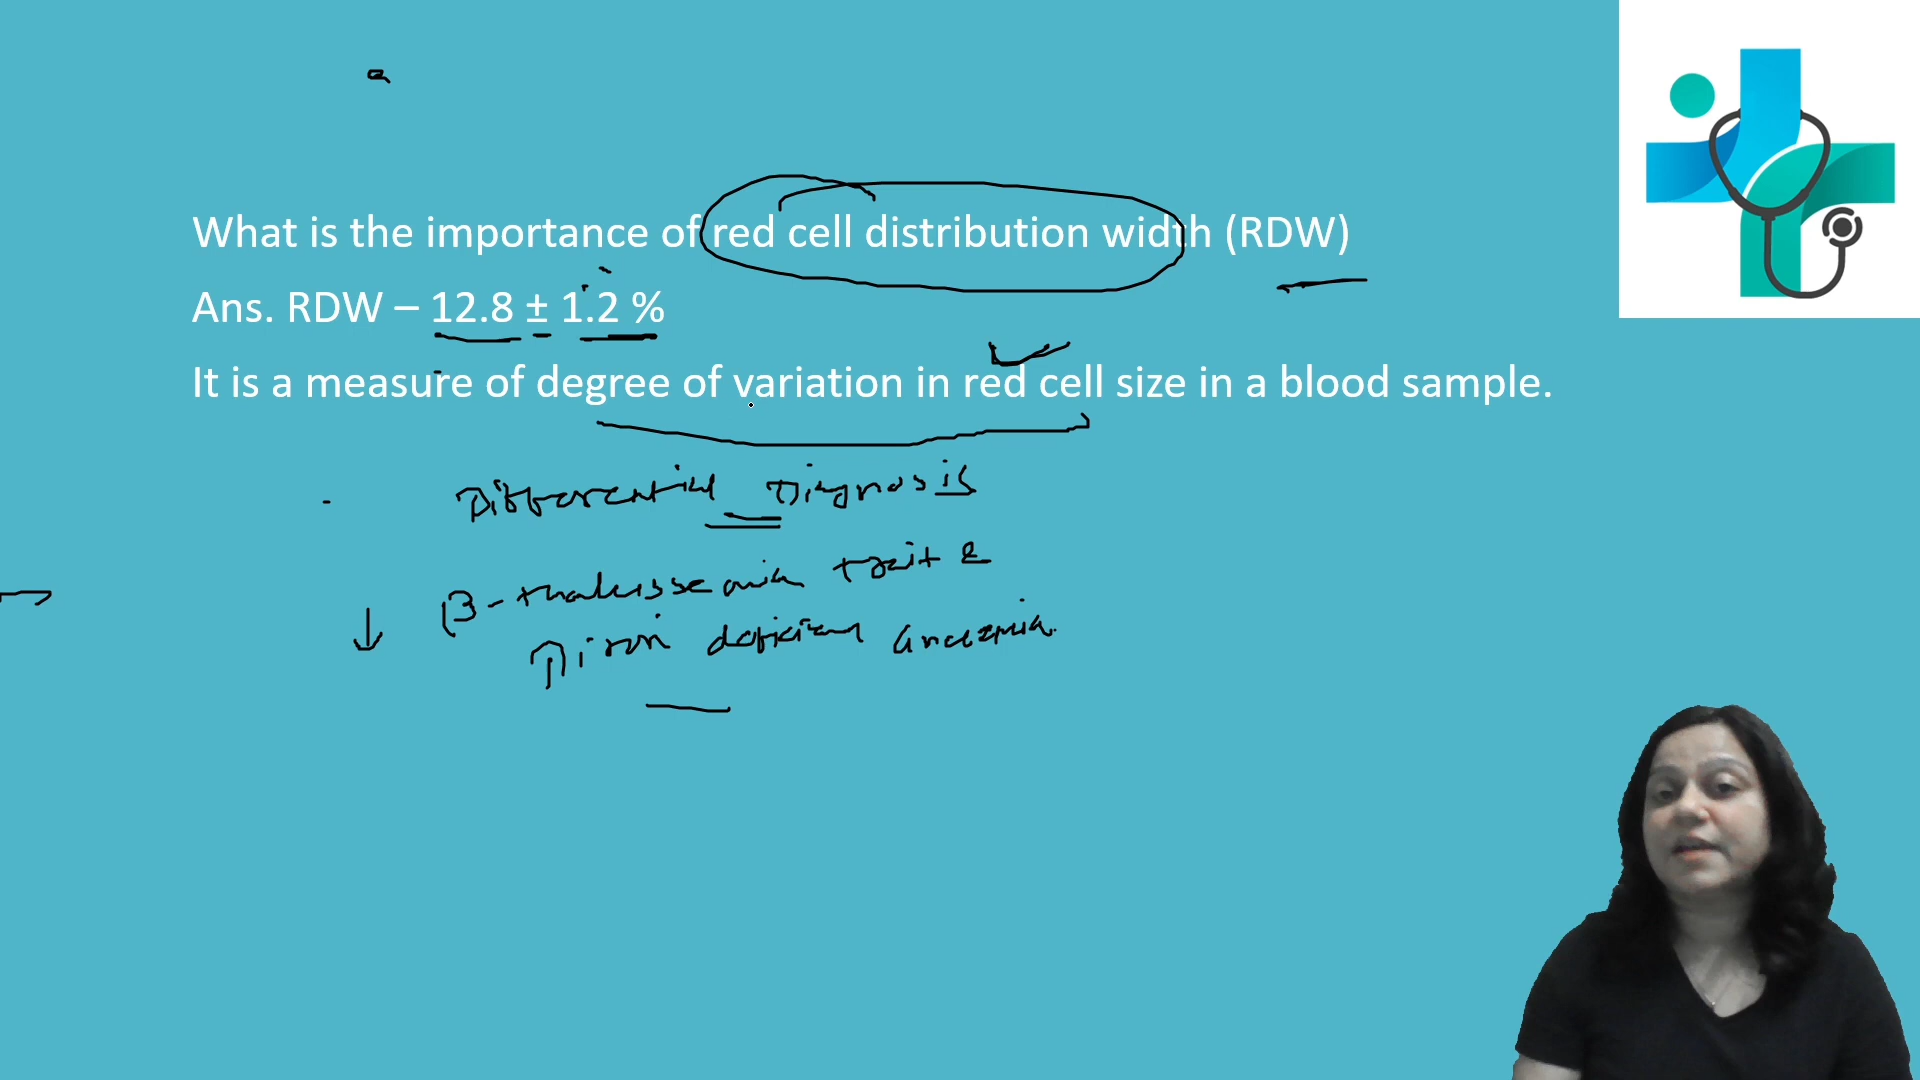 What is the importance of red cell distribution width (RDW)
Ans. RDW – 12.8 ± 1.2 %
It is a measure of degree of variation in red cell size in a blood sample.
Differential Diagnosis
β-thalassemia trait &
iron deficient anaemia.